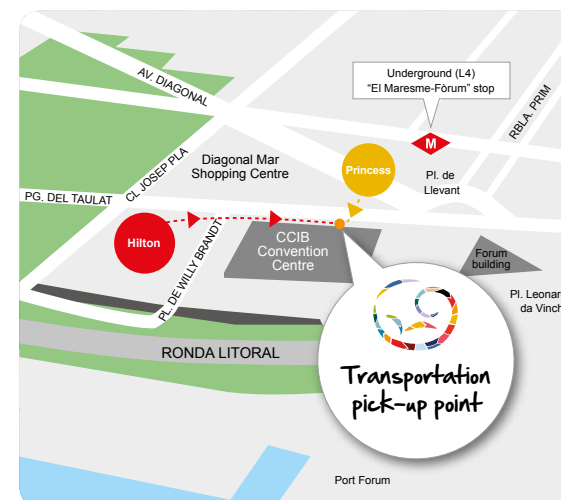 Underground (L4)
“El Maresme-Fòrum” stop
AV. DIAGONAL
RBLA. PRIM
M
CL JOSEP PLA
Diagonal Mar
Shopping Centre
Princess
Pl. de
Llevant
PG. DEL TAULAT
Hilton
PL. DE WILLY BRANDT
CCIB
Convention
Centre
Forum
building
Pl. Leonar
da Vinch
RONDA LITORAL
Transportation
pick-up point
Port Forum